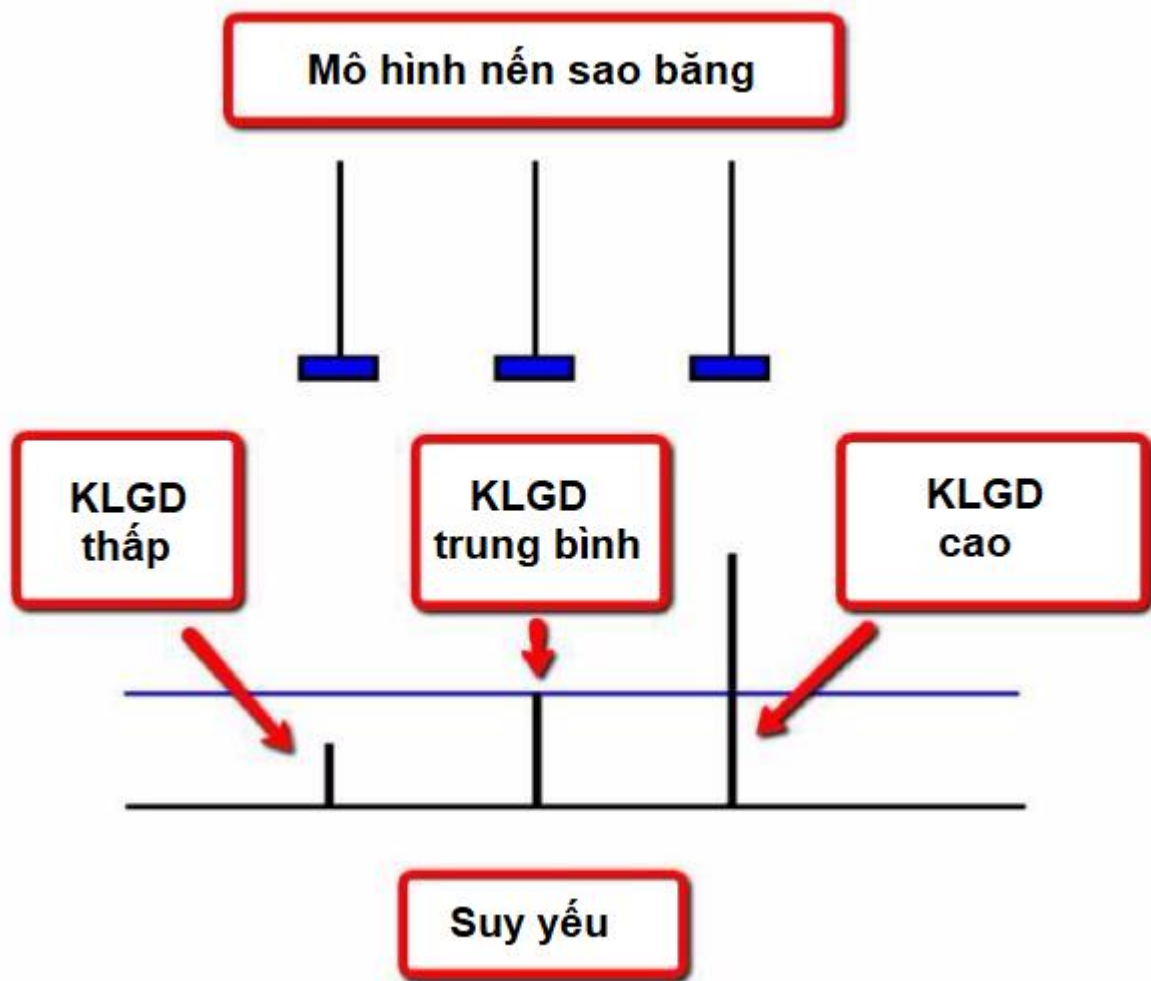 Mô hình nến sao băng
KLGD
thấp
KLGD
trung bình
KLGD
cao
Suy yếu